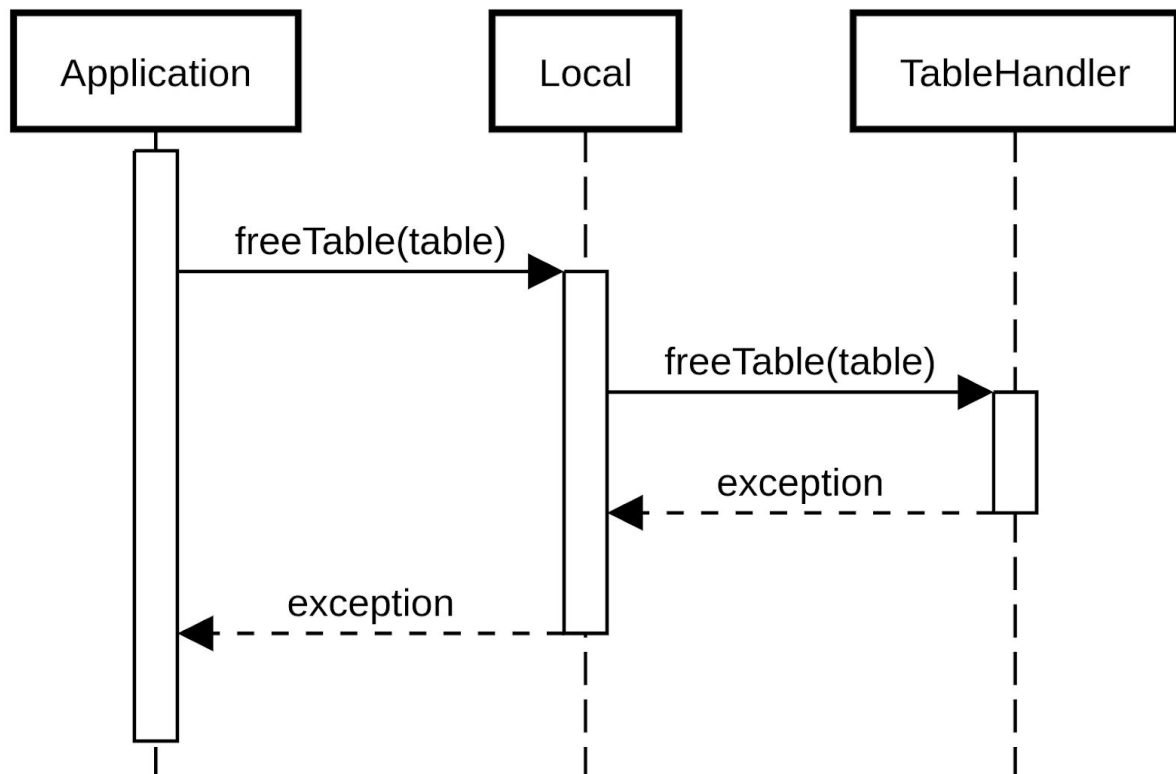 Application
Local
TableHandler
freeTable(table)
freeTable(table)
exception
exception